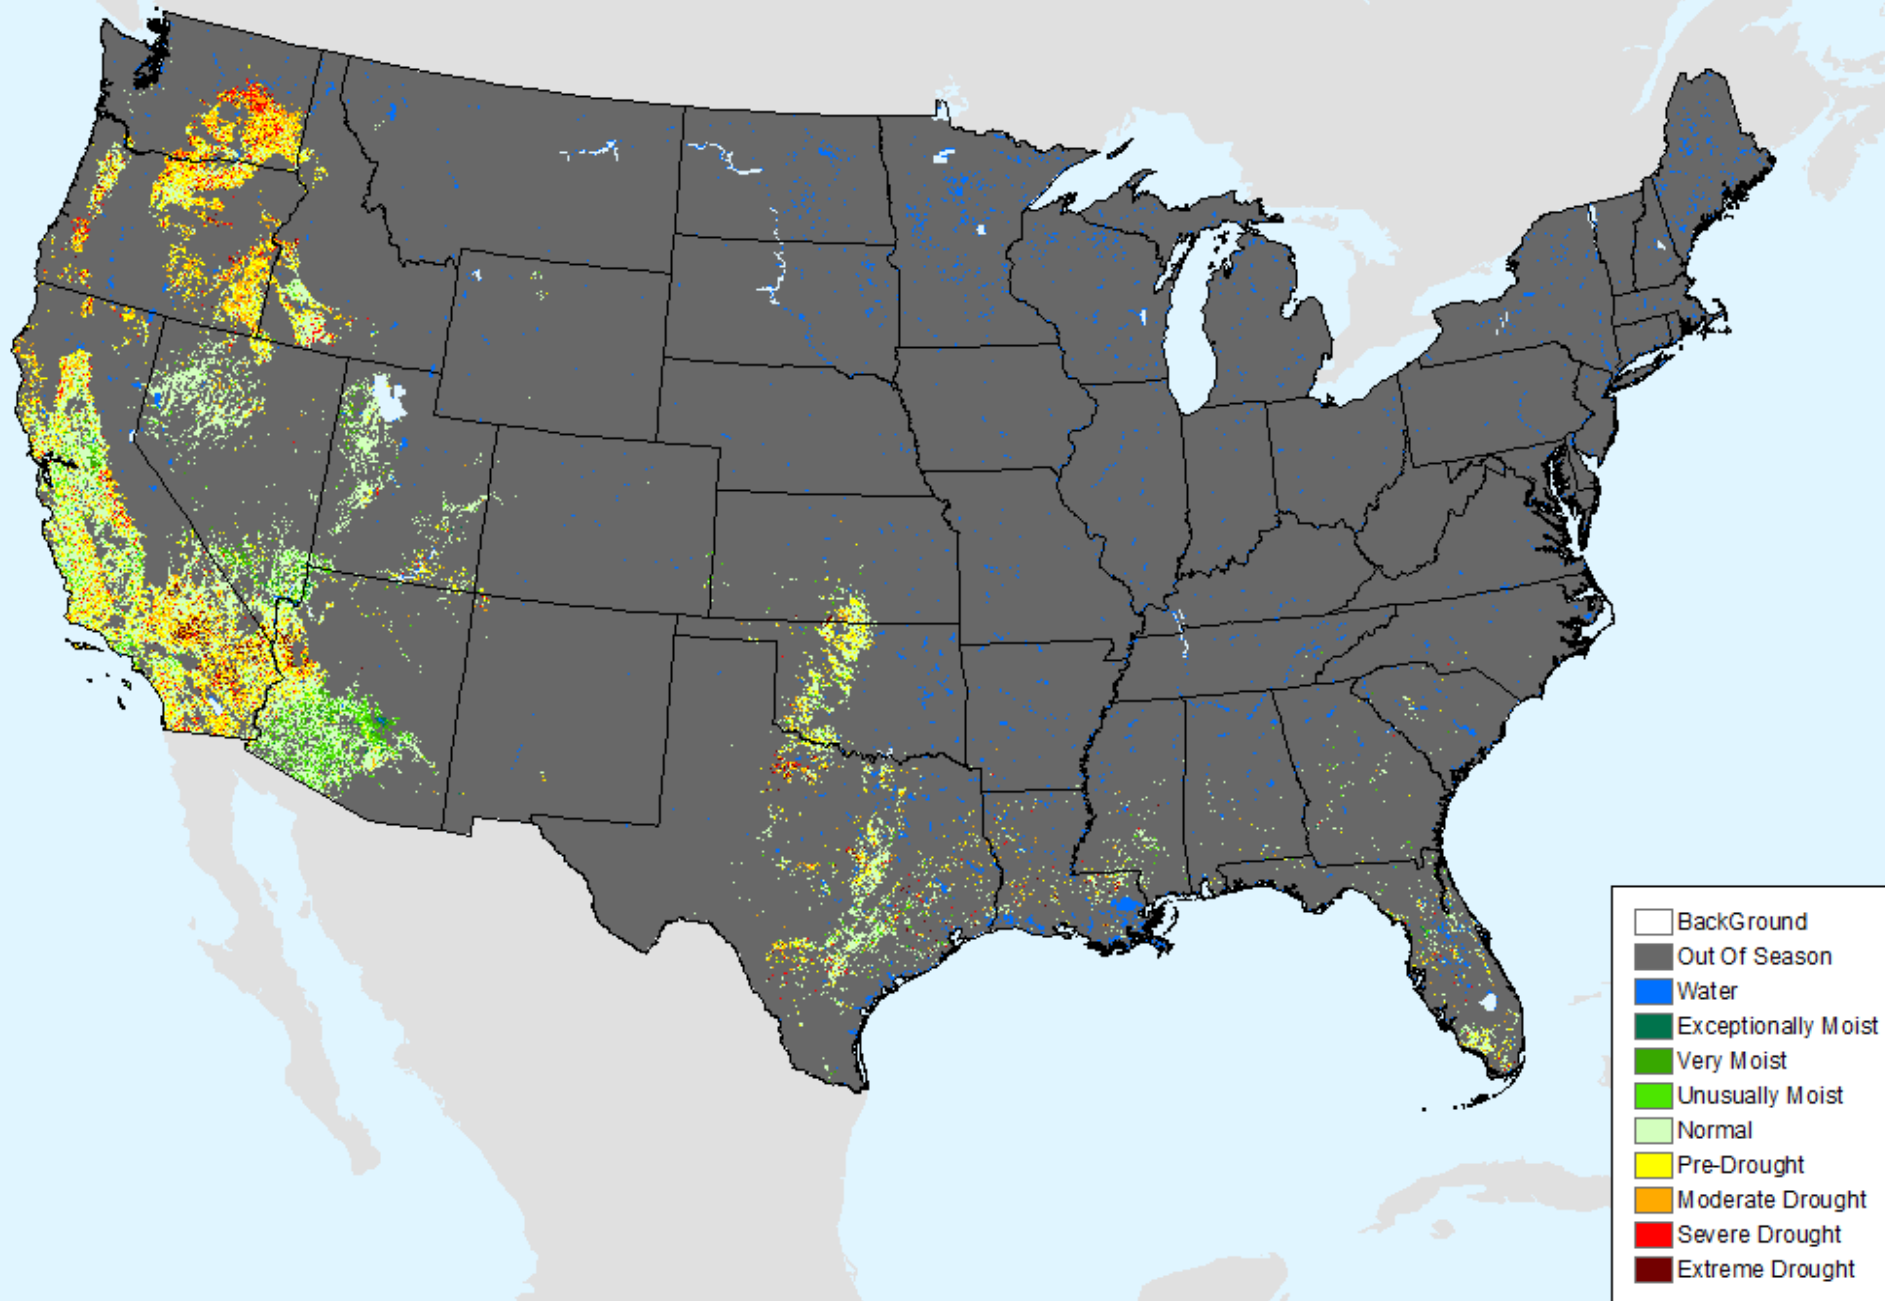 BackGround
Out Of Season
Water
Exceptionally Moist
Very Moist
Unusually Moist
Normal
Pre-Drought
Moderate Drought
Severe Drought
Extreme Drought